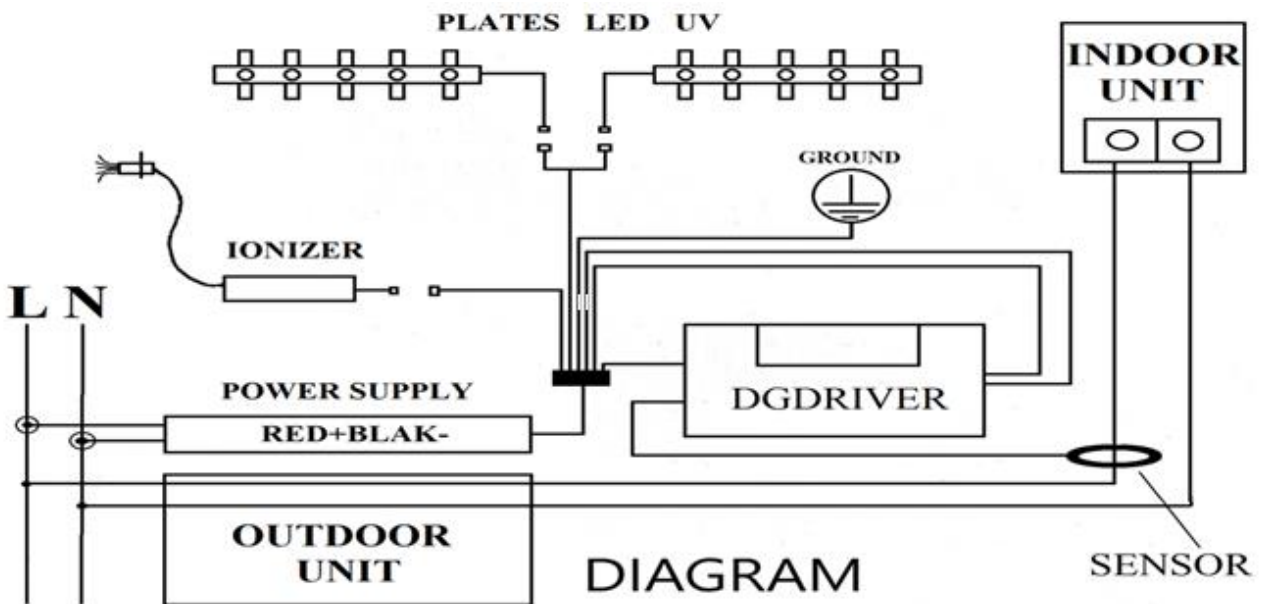 PLATES LED UV
INDOOR
UNIT
GROUND
IONIZER
L N
POWER SUPPLY
RED+BLAK-
DGDRIVER
OUTDOOR
UNIT
DIAGRAM
SENSOR